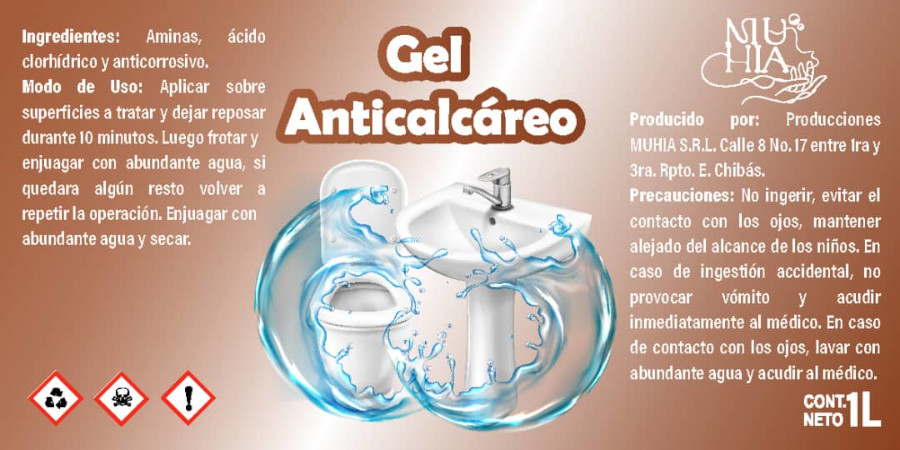 Ingredientes: Aminas, ácido
clorhídrico y anticorrosivo.
Modo de Uso: Aplicar sobre
superficies a tratar y dejar reposar
durante 10 minutos. Luego frotar y
enjuagar con abundante agua, si
quedara algún resto volver a
repetir la operación. Enjuagar con
abundante agua y secar.
Gel
Anticalcáreo
MUHIA
Producido por: Producciones
MUHIA S.R.L. Calle 8 No. 17 entre 1ra y
3ra. Rpto. E. Chibás.
Precauciones: No ingerir, evitar el
contacto con los ojos, mantener
alejado del alcance de los niños. En
caso de ingestión accidental, no
provocar vómito y acudir
inmediatamente al médico. En caso
de contacto con los ojos, lavar con
abundante agua y acudir al médico.
CONT.
NETO 1L